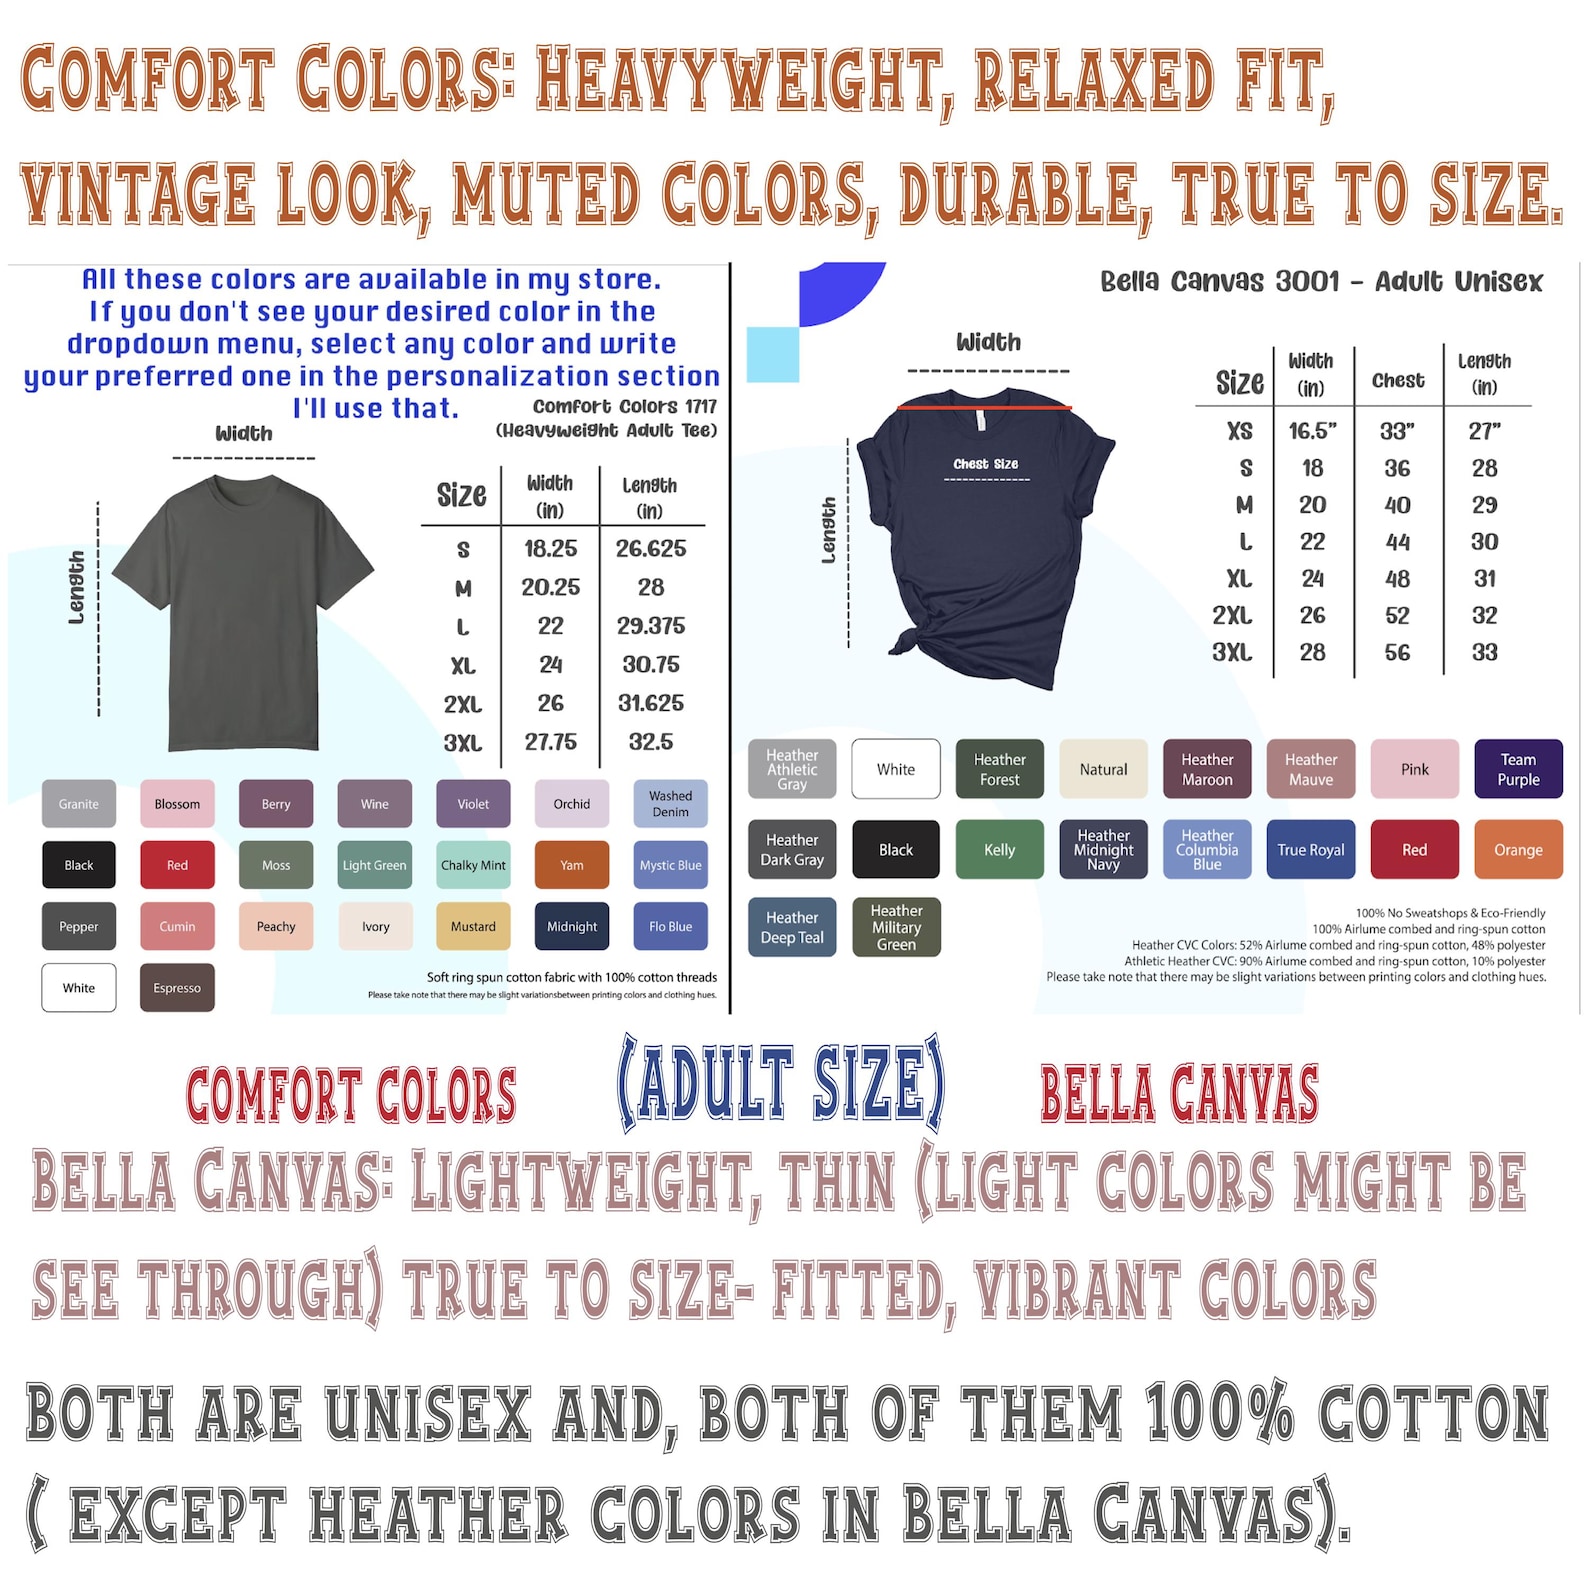 Comfort Colors: Heavyweight, relaxed fit,
vintage look, muted colors, durable, true to size.
All these colors are available in my store.
If you don't see your desired color in the
dropdown menu, select any color and write
your preferred one in the personalization section
I'll use that.
Comfort Colors 1717
(Heavyweight Adult Tee)
Width
Length
Size Width (in) Length (in)
S 18.25 26.625
M 20.25 28
L 22 29.375
XL 24 30.75
2XL 26 31.625
3XL 27.75 32.5
Granite Blossom Berry Wine Violet Orchid Washed Denim
Black Red Moss Light Green Chalky Mint Yam Mystic Blue
Pepper Cumin Peachy Ivory Mustard Midnight Flo Blue
White Espresso
Soft ring spun cotton fabric with 100% cotton threads
Please take note that there may be slight variationsbetween printing colors and clothing hues.
Bella Canvas 3001 - Adult Unisex
Width
Chest Size
Length
Size Width (in) Chest Length (in)
XS 16.5” 33” 27”
S 18 36 28
M 20 40 29
L 22 44 30
XL 24 48 31
2XL 26 52 32
3XL 28 56 33
Heather Athletic Gray White Heather Forest Natural Heather Maroon Heather Mauve Pink Team Purple
Heather Dark Gray Black Kelly Heather Midnight Navy Heather Columbia Blue True Royal Red Orange
Heather Deep Teal Heather Military Green
100% No Sweatshops & Eco-Friendly
100% Airlume combed and ring-spun cotton
Heather CVC Colors: 52% Airlume combed and ring-spun cotton, 48% polyester
Athletic Heather CVC: 90% Airlume combed and ring-spun cotton, 10% polyester
Please take note that there may be slight variations between printing colors and clothing hues.
Comfort Colors (Adult Size) Bella Canvas
Bella Canvas: Lightweight, thin (light colors might be
see through) true to size- fitted, vibrant colors
Both are unisex and, both of them 100% cotton
( except heather colors in Bella Canvas).